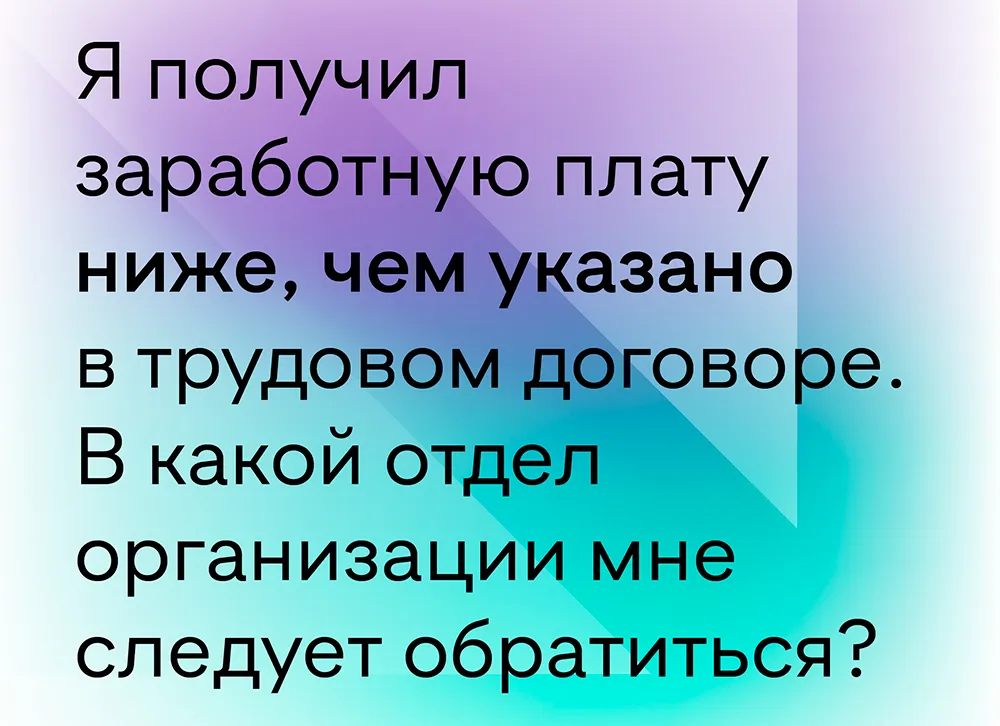 Я получил
заработную плату
ниже, чем указано
в трудовом договоре.
В какой отдел
организации мне
следует обратиться?